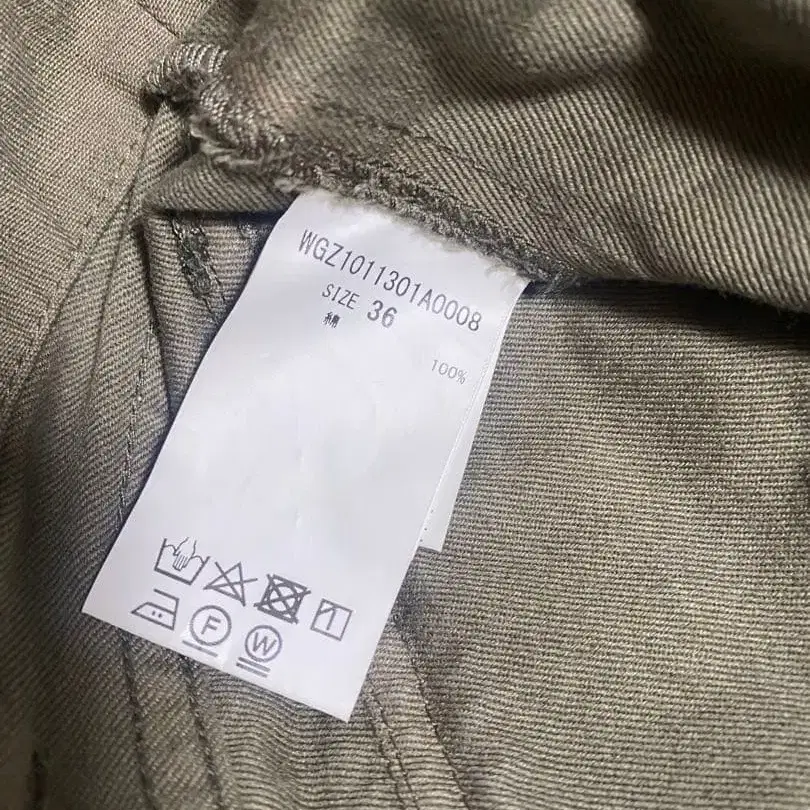 WGZ1011301A0008
SIZE 36
綿 100%
F
W